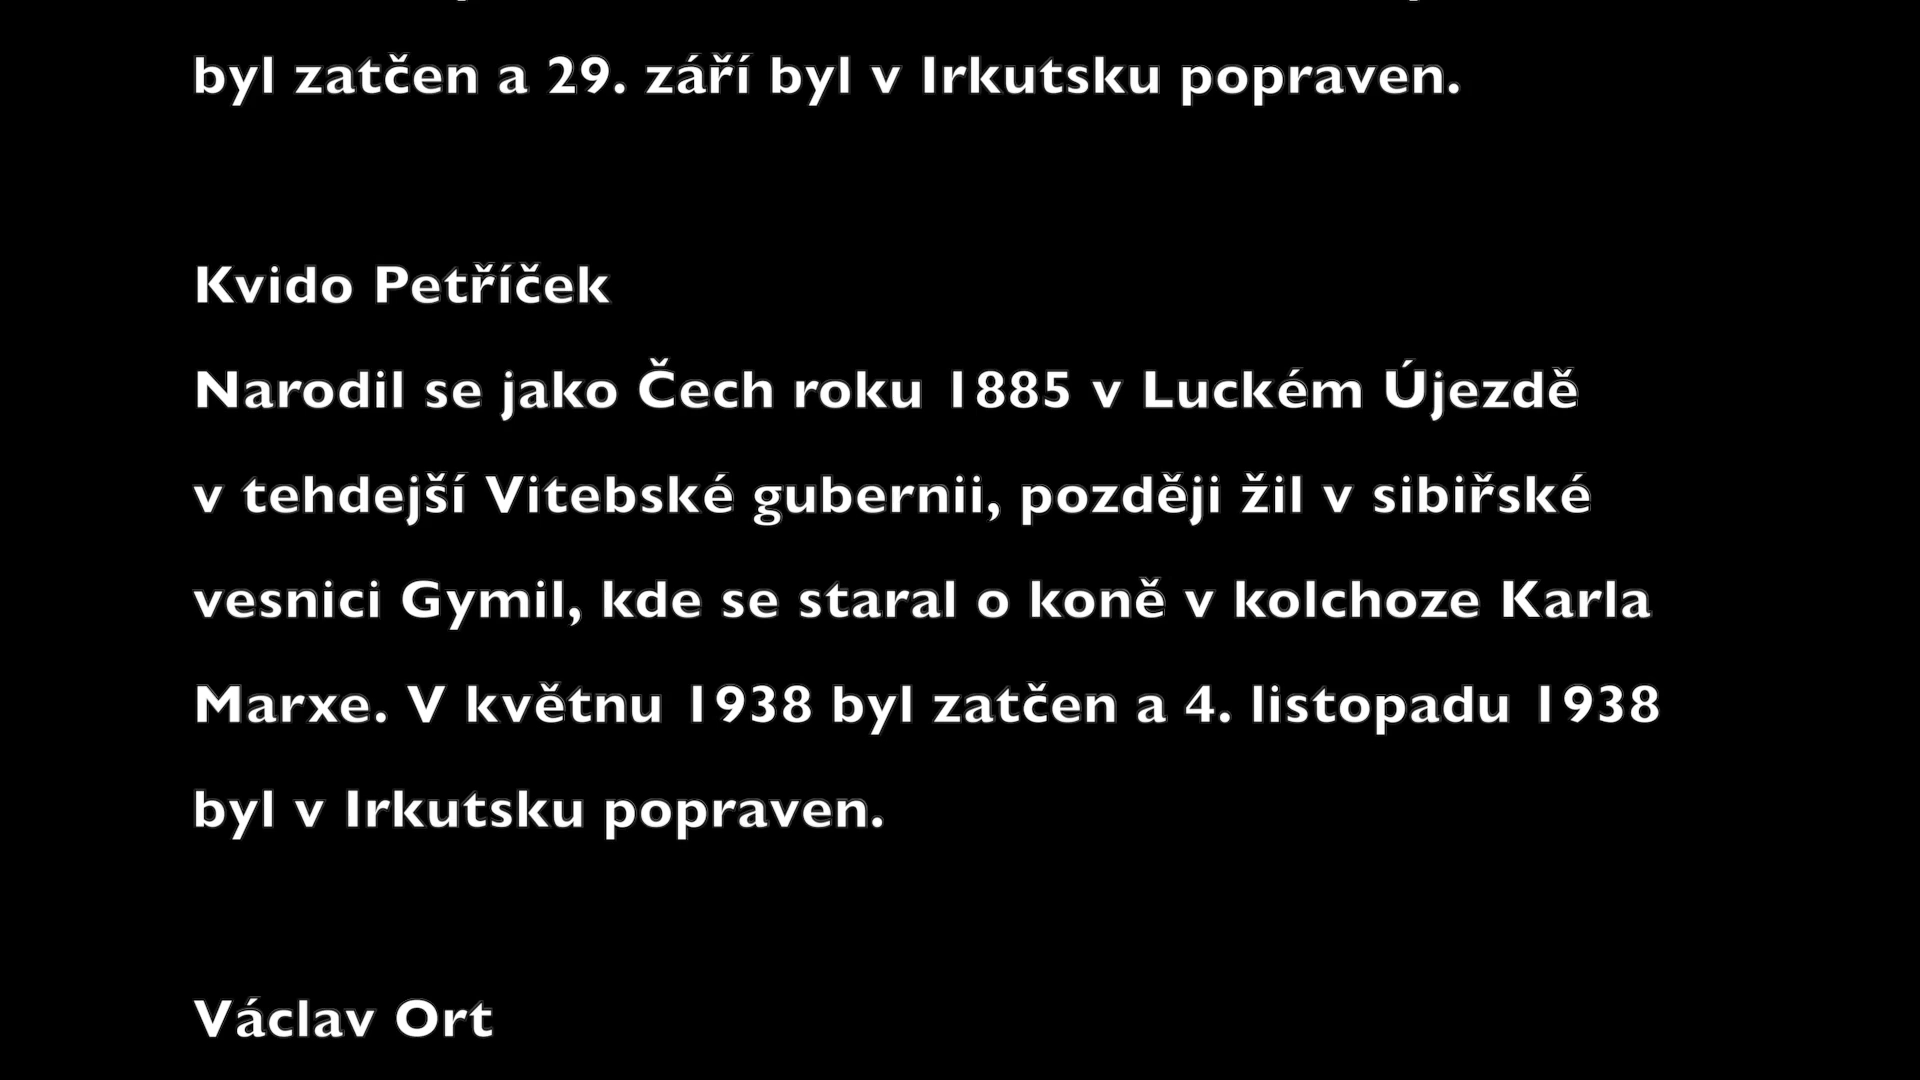 byl zatčen a 29. září byl v Irkutsku popraven.
Kvido Petříček
Narodil se jako Čech roku 1885 v Luckém Újezdě
v tehdejší Vitebské gubernii, později žil v sibiřské
vesnici Gymil, kde se staral o koně v kolchoze Karla
Marxe. V květnu 1938 byl zatčen a 4. listopadu 1938
byl v Irkutsku popraven.
Václav Ort